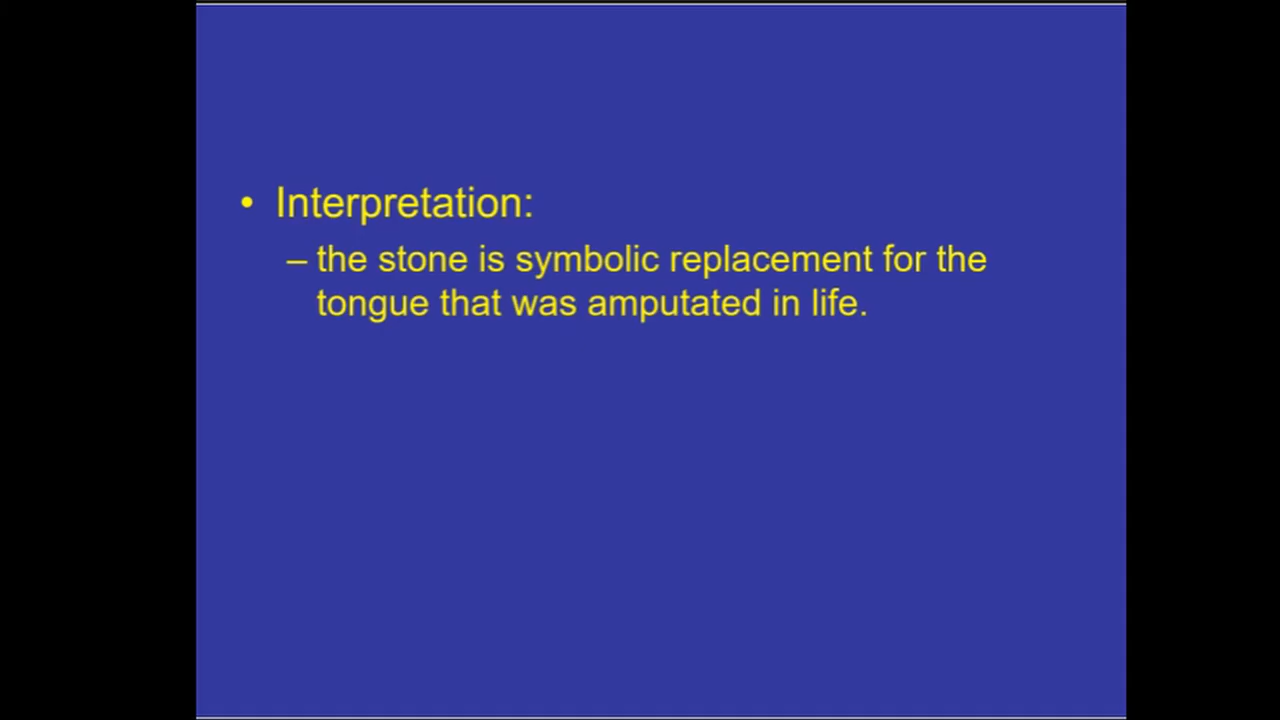 • Interpretation:
– the stone is symbolic replacement for the
tongue that was amputated in life.